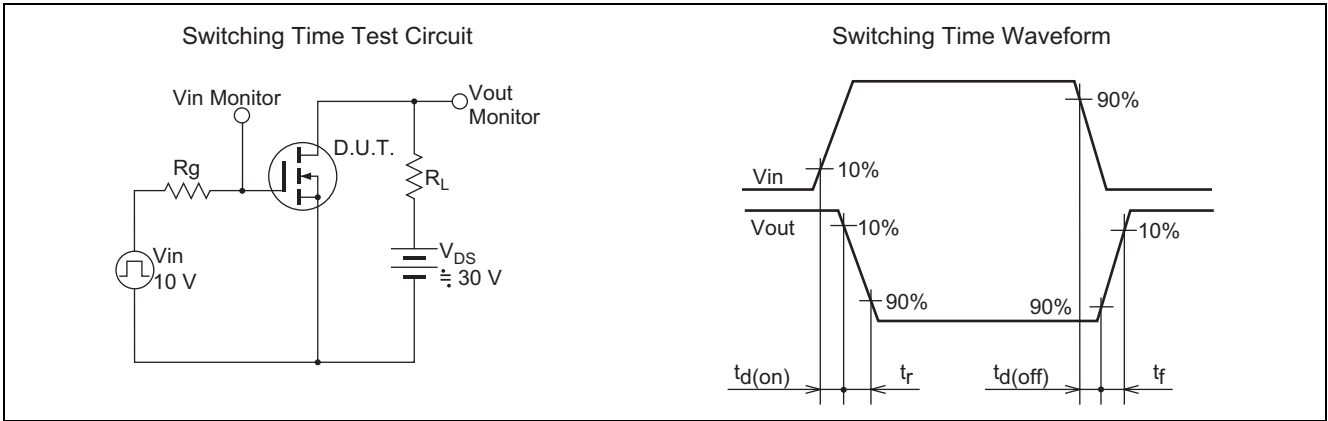 Switching Time Test Circuit
Vin Monitor
Vout
Monitor
D.U.T.
Rg
RL
Vin
10 V
VDS
≒ 30 V
Switching Time Waveform
90%
Vin
10%
Vout
10%
10%
90%
90%
td(on)
tr
td(off)
tf